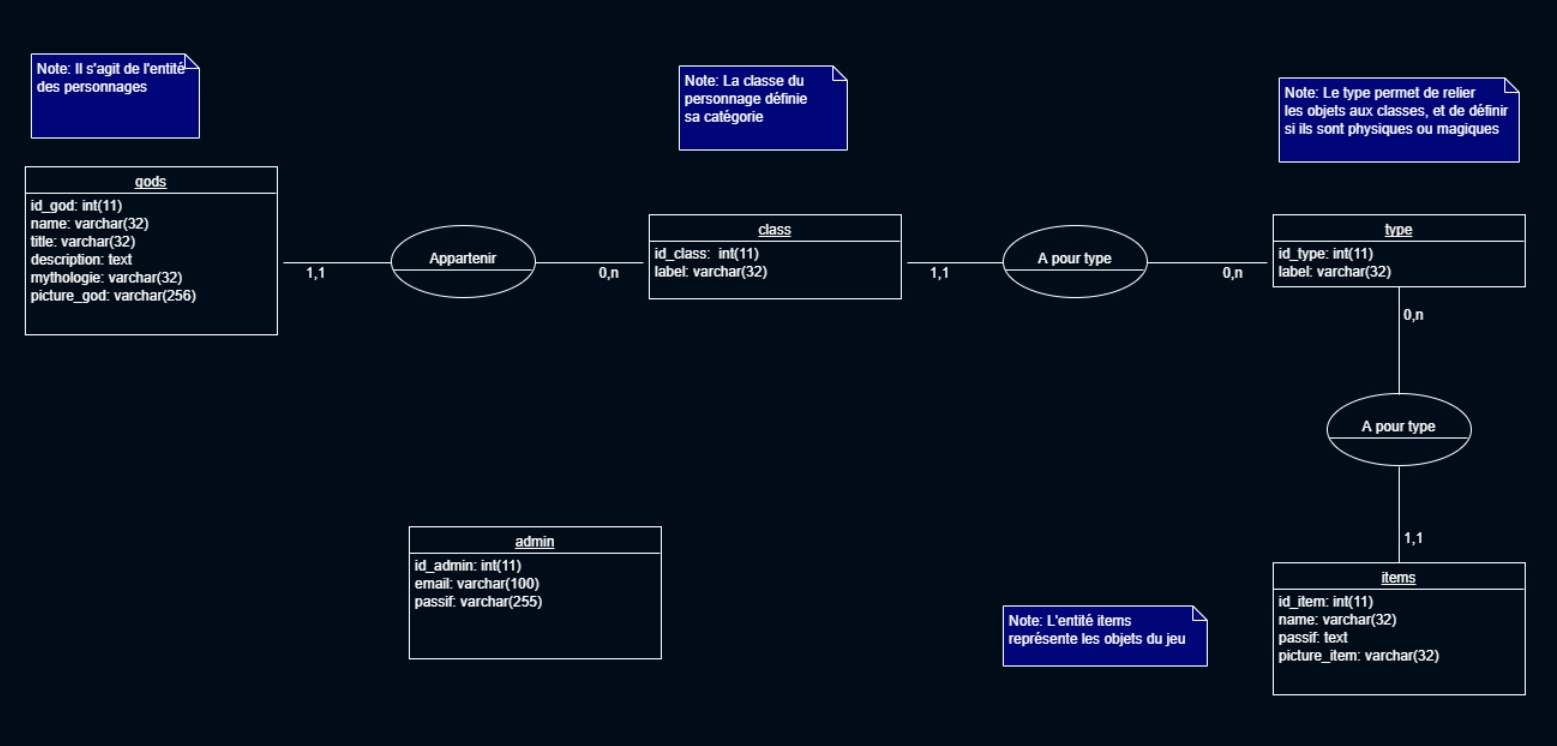 Note: Il s'agit de l'entité
des personnages
Note: La classe du
personnage définie
sa catégorie
Note: Le type permet de relier
les objets aux classes, et de définir
si ils sont physiques ou magiques
gods
id_god: int(11)
name: varchar(32)
title: varchar(32)
description: text
mythologie: varchar(32)
picture_god: varchar(256)
1,1
Appartenir
0,n
class
id_class:  int(11)
label: varchar(32)
1,1
A pour type
0,n
type
id_type: int(11)
label: varchar(32)
0,n
A pour type
1,1
admin
id_admin: int(11)
email: varchar(100)
passif: varchar(255)
Note: L'entité items
représente les objets du jeu
items
id_item: int(11)
name: varchar(32)
passif: text
picture_item: varchar(32)